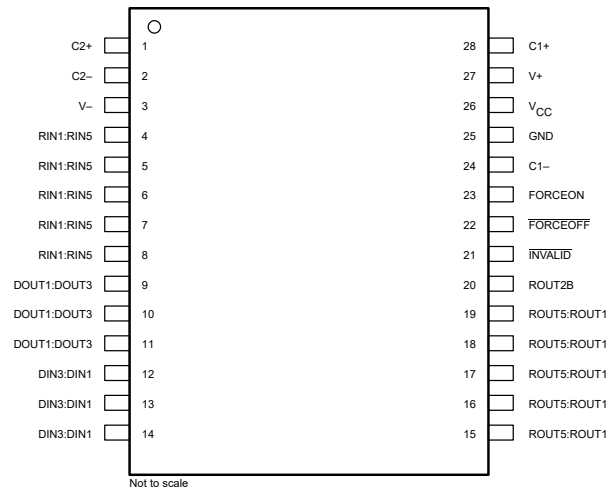 C2+ 1 28 C1+
C2– 2 27 V+
V– 3 26 VCC
RIN1:RIN5 4 25 GND
RIN1:RIN5 5 24 C1–
RIN1:RIN5 6 23 FORCEON
RIN1:RIN5 7 22 FORCEOFF
RIN1:RIN5 8 21 INVALID
DOUT1:DOUT3 9 20 ROUT2B
DOUT1:DOUT3 10 19 ROUT5:ROUT1
DOUT1:DOUT3 11 18 ROUT5:ROUT1
DIN3:DIN1 12 17 ROUT5:ROUT1
DIN3:DIN1 13 16 ROUT5:ROUT1
DIN3:DIN1 14 15 ROUT5:ROUT1
Not to scale